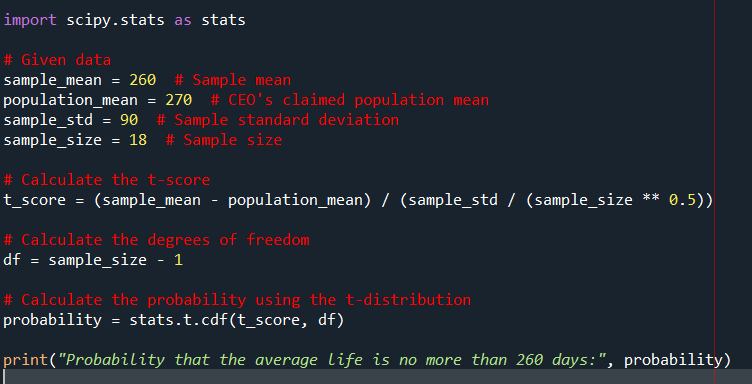 import scipy.stats as stats
# Given data
sample_mean = 260  # Sample mean
population_mean = 270  # CEO's claimed population mean
sample_std = 90  # Sample standard deviation
sample_size = 18  # Sample size
# Calculate the t-score
t_score = (sample_mean - population_mean) / (sample_std / (sample_size ** 0.5))
# Calculate the degrees of freedom
df = sample_size - 1
# Calculate the probability using the t-distribution
probability = stats.t.cdf(t_score, df)
print("Probability that the average life is no more than 260 days:", probability)